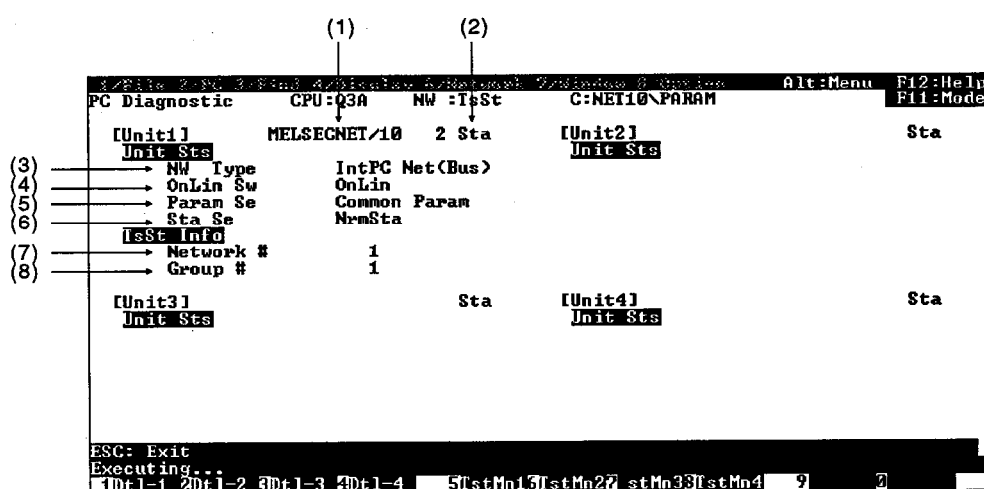 (1) (2)
Alt:Menu F12:Help
PC Diagnostic CPU:Q3A NW :TsSt C:NET10\PARAM F11:Mode
[Unit1] MELSECNET/10 2 Sta [Unit2] Sta
Unit Sts Unit Sts
(3) NW Type IntPC Net(Bus)
(4) OnLin Sw OnLin
(5) Param Se Common Param
(6) Sta Se NrmSta
TsSt Info
(7) Network # 1
(8) Group # 1
[Unit3] Sta [Unit4] Sta
Unit Sts Unit Sts
ESC: Exit
Executing...
1Dtl-1 2Dtl-2 3Dtl-3 4Dtl-4 5TstMn1 6TstMn2 7 stMn3 8TstMn4 9 0